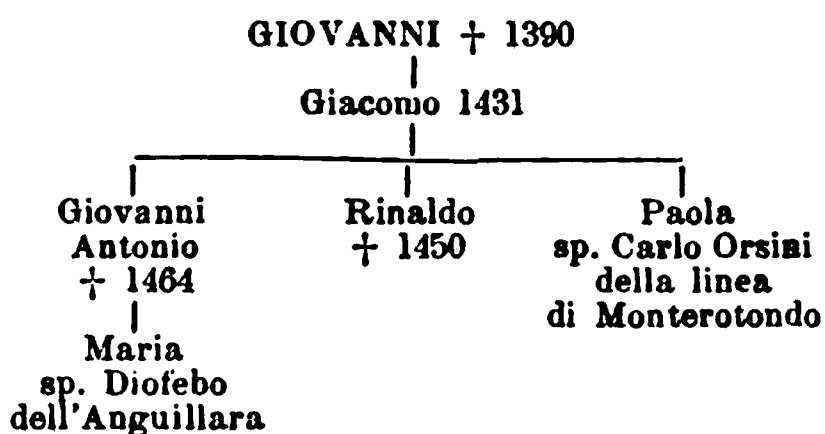 GIOVANNI † 1390
Giacomo 1431
Giovanni
Antonio
† 1464
Rinaldo
† 1450
Paola
sp. Carlo Orsini
della linea
di Monterotondo
Maria
sp. Diofebo
dell'Anguillara